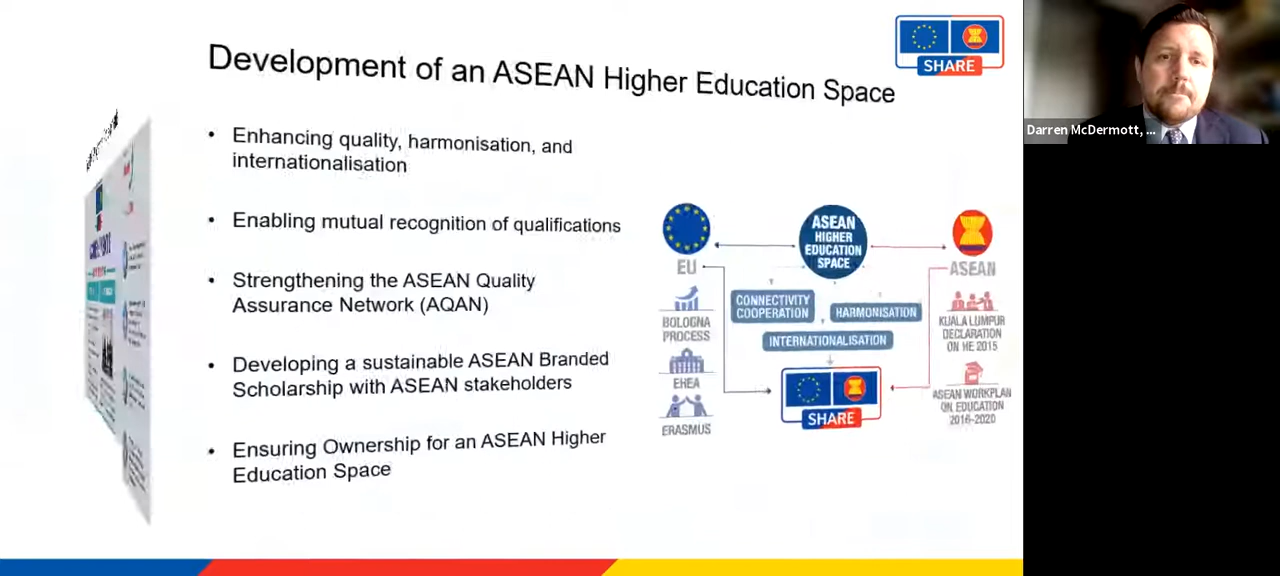 Development of an ASEAN Higher Education Space
SHARE
Darren McDermott, ...
• Enhancing quality, harmonisation, and
internationalisation
• Enabling mutual recognition of qualifications
• Strengthening the ASEAN Quality
Assurance Network (AQAN)
• Developing a sustainable ASEAN Branded
Scholarship with ASEAN stakeholders
• Ensuring Ownership for an ASEAN Higher
Education Space
ASEAN
HIGHER
EDUCATION
SPACE
EU
ASEAN
BOLOGNA
PROCESS
EHEA
ERASMUS
CONNECTIVITY
COOPERATION
HARMONISATION
INTERNATIONALISATION
SHARE
KUALA LUMPUR
DECLARATION
ON HE 2015
ASEAN WORKPLAN
ON EDUCATION
2016-2020